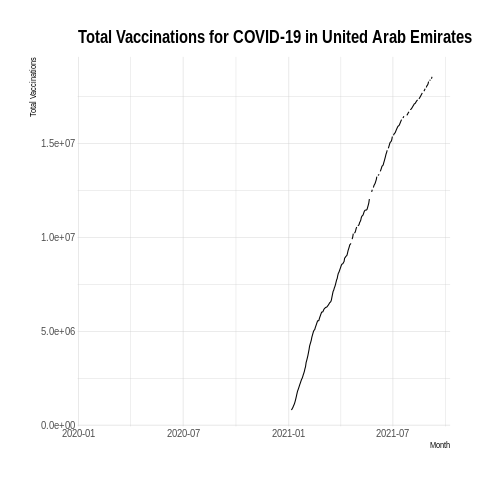 Total Vaccinations for COVID-19 in United Arab Emirates
Total Vaccinations
1.5e+07
1.0e+07
5.0e+06
0.0e+00
2020-01 2020-07 2021-01 2021-07
Month